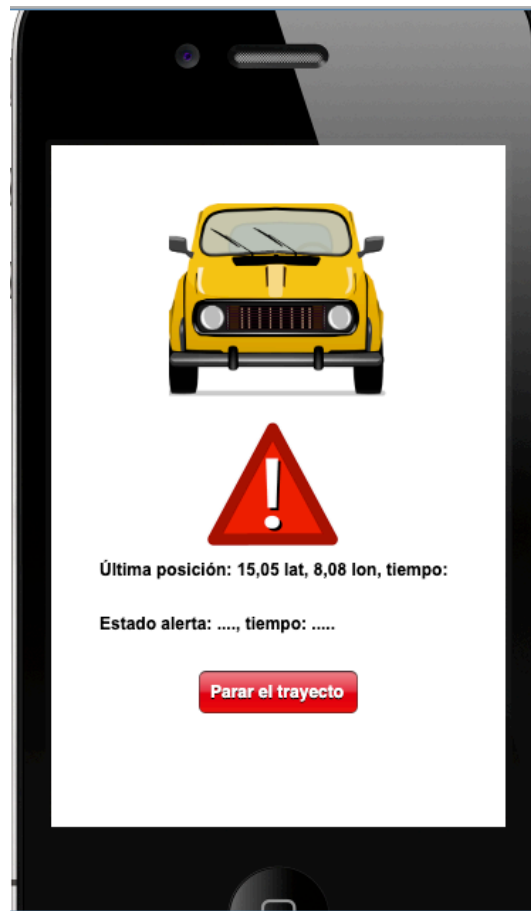 Última posición: 15,05 lat, 8,08 lon, tiempo:
Estado alerta: ...., tiempo: .....
Parar el trayecto